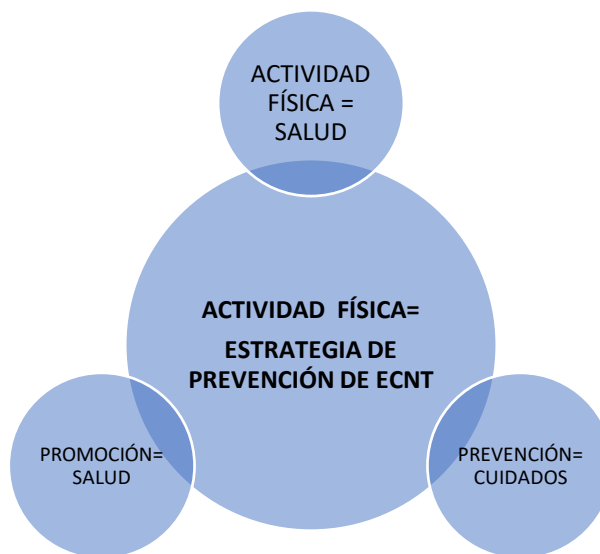 ACTIVIDAD
FÍSICA =
SALUD
ACTIVIDAD FÍSICA=
ESTRATEGIA DE
PREVENCIÓN DE ECNT
PROMOCIÓN=
SALUD
PREVENCIÓN=
CUIDADOS